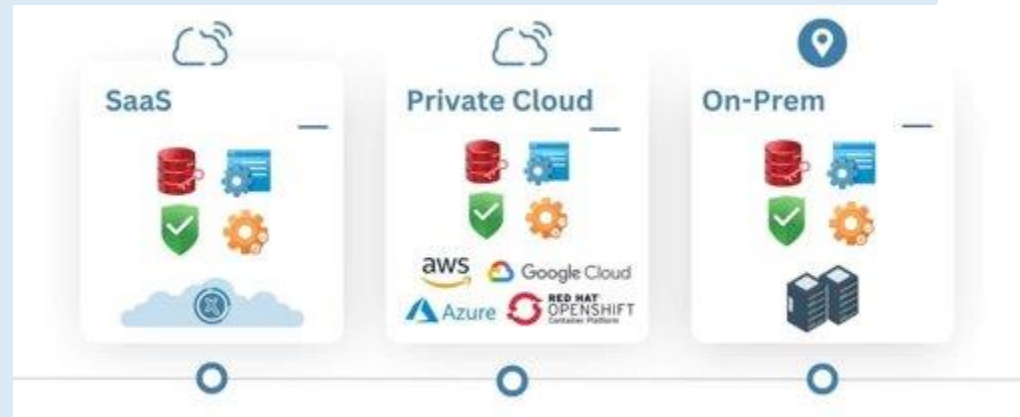 SaaS
Private Cloud
On-Prem
aws
Google Cloud
Azure
RED HAT
OPENSHIFT
Container Platform